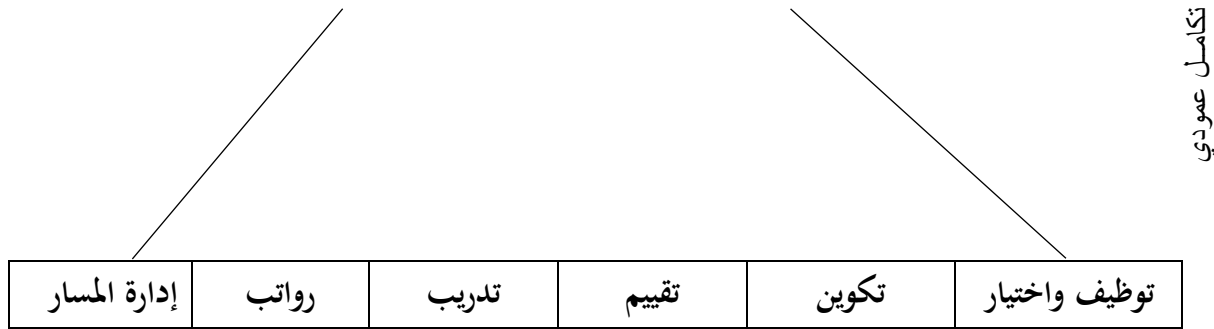 تكامل عمودي
توظيف واختيار
تكوين
تقييم
تدريب
رواتب
إدارة المسار